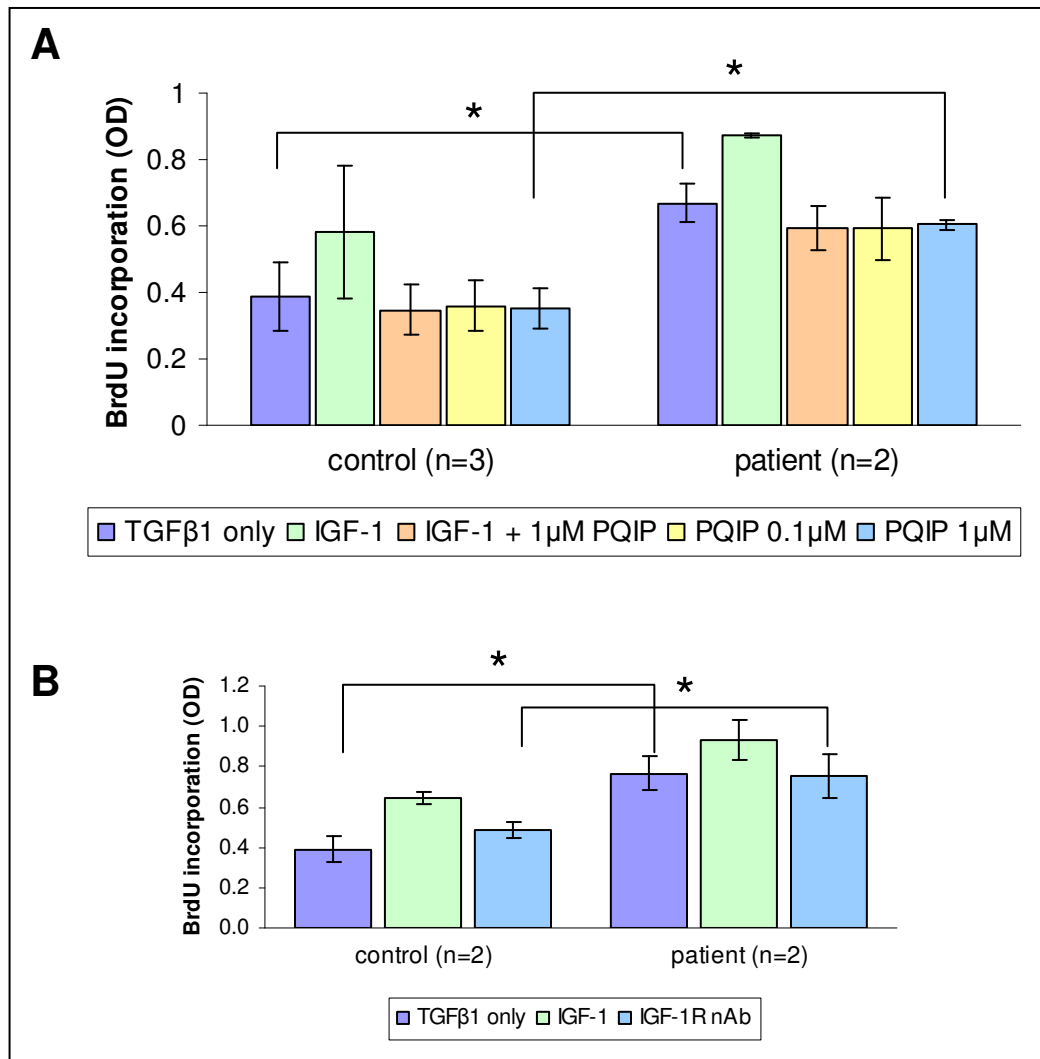 A
*
*
BrdU incorporation (OD)
1
0.8
0.6
0.4
0.2
0
control (n=3)
patient (n=2)
TGFβ1 only IGF-1 IGF-1 + 1µM PQIP PQIP 0.1µM PQIP 1µM
B
*
*
BrdU incorporation (OD)
1.2
1.0
0.8
0.6
0.4
0.2
0.0
control (n=2)
patient (n=2)
TGFβ1 only IGF-1 IGF-1R nAb